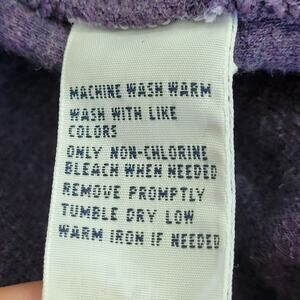 MACHINE WASH WARM
WASH WITH LIKE
COLORS
ONLY NON-CHLORINE
BLEACH WHEN NEEDED
REMOVE PROMPTLY
TUMBLE DRY LOW
WARM IRON IF NEEDED